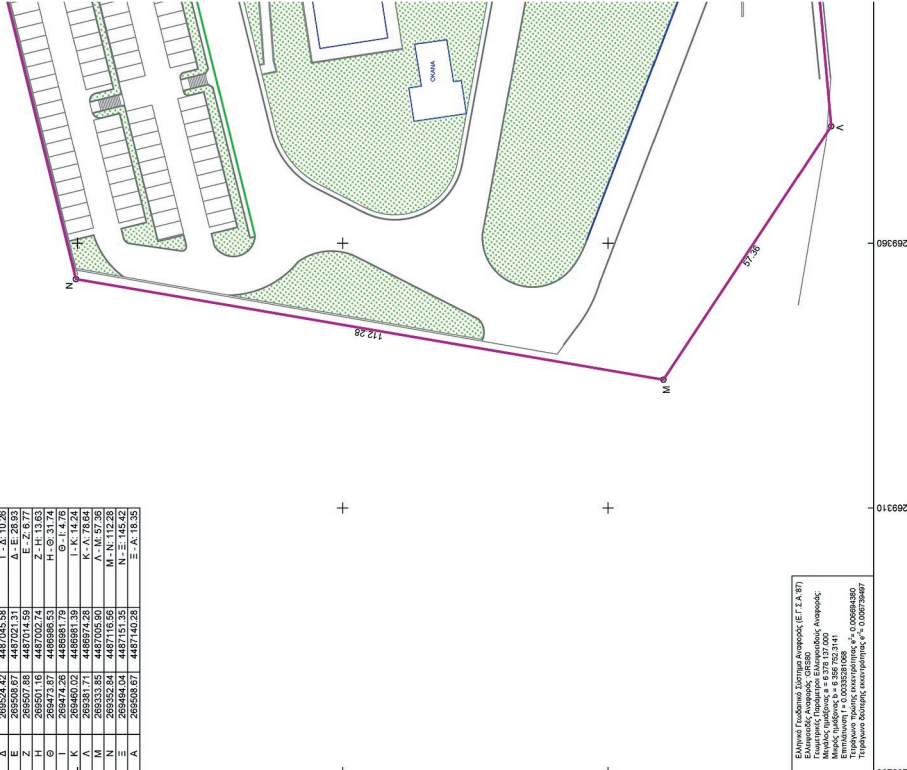 ΟΚΑΝΑ
N
112.28
57.36
M
Λ
269360
269310
Δ 269524.42 4487045.58 Γ - Δ: 10.26
Ε 269508.67 4487021.31 Δ - Ε: 28.93
Ζ 269507.88 4487014.59 Ε - Ζ: 6.77
Η 269501.16 4487002.74 Ζ - Η: 13.63
Θ 269473.87 4486986.53 Η - Θ: 31.74
Ι 269474.26 4486981.79 Θ - Ι: 4.76
Κ 269460.02 4486981.39 Ι - Κ: 14.24
Λ 269381.71 4486974.28 Κ - Λ: 78.64
Μ 269333.85 4487005.90 Λ - Μ: 57.36
Ν 269352.84 4487116.56 Μ - Ν: 112.28
Ξ 269494.04 4487151.35 Ν - Ξ: 145.42
Α 269508.67 4487140.28 Ξ - Α: 18.35
Ελληνικό Γεωδαιτικό Σύστημα Αναφοράς (Ε.Γ.Σ.Α '87)
Ελλειψοειδές Αναφοράς :GRS80
Γεωμετρικές Παράμετροι Ελλειψοειδούς Αναφοράς:
Μεγάλος ημιάξονας a = 6 378 137.000
Μικρός ημιάξονας b = 6 356 752.3141
Επιπλάτυνση f = 0.00335281068
Τετράγωνο πρώτης εκκεντρότητας e²= 0.006694380
Τετράγωνο δεύτερης εκκεντρότητας e'²= 0.006739497